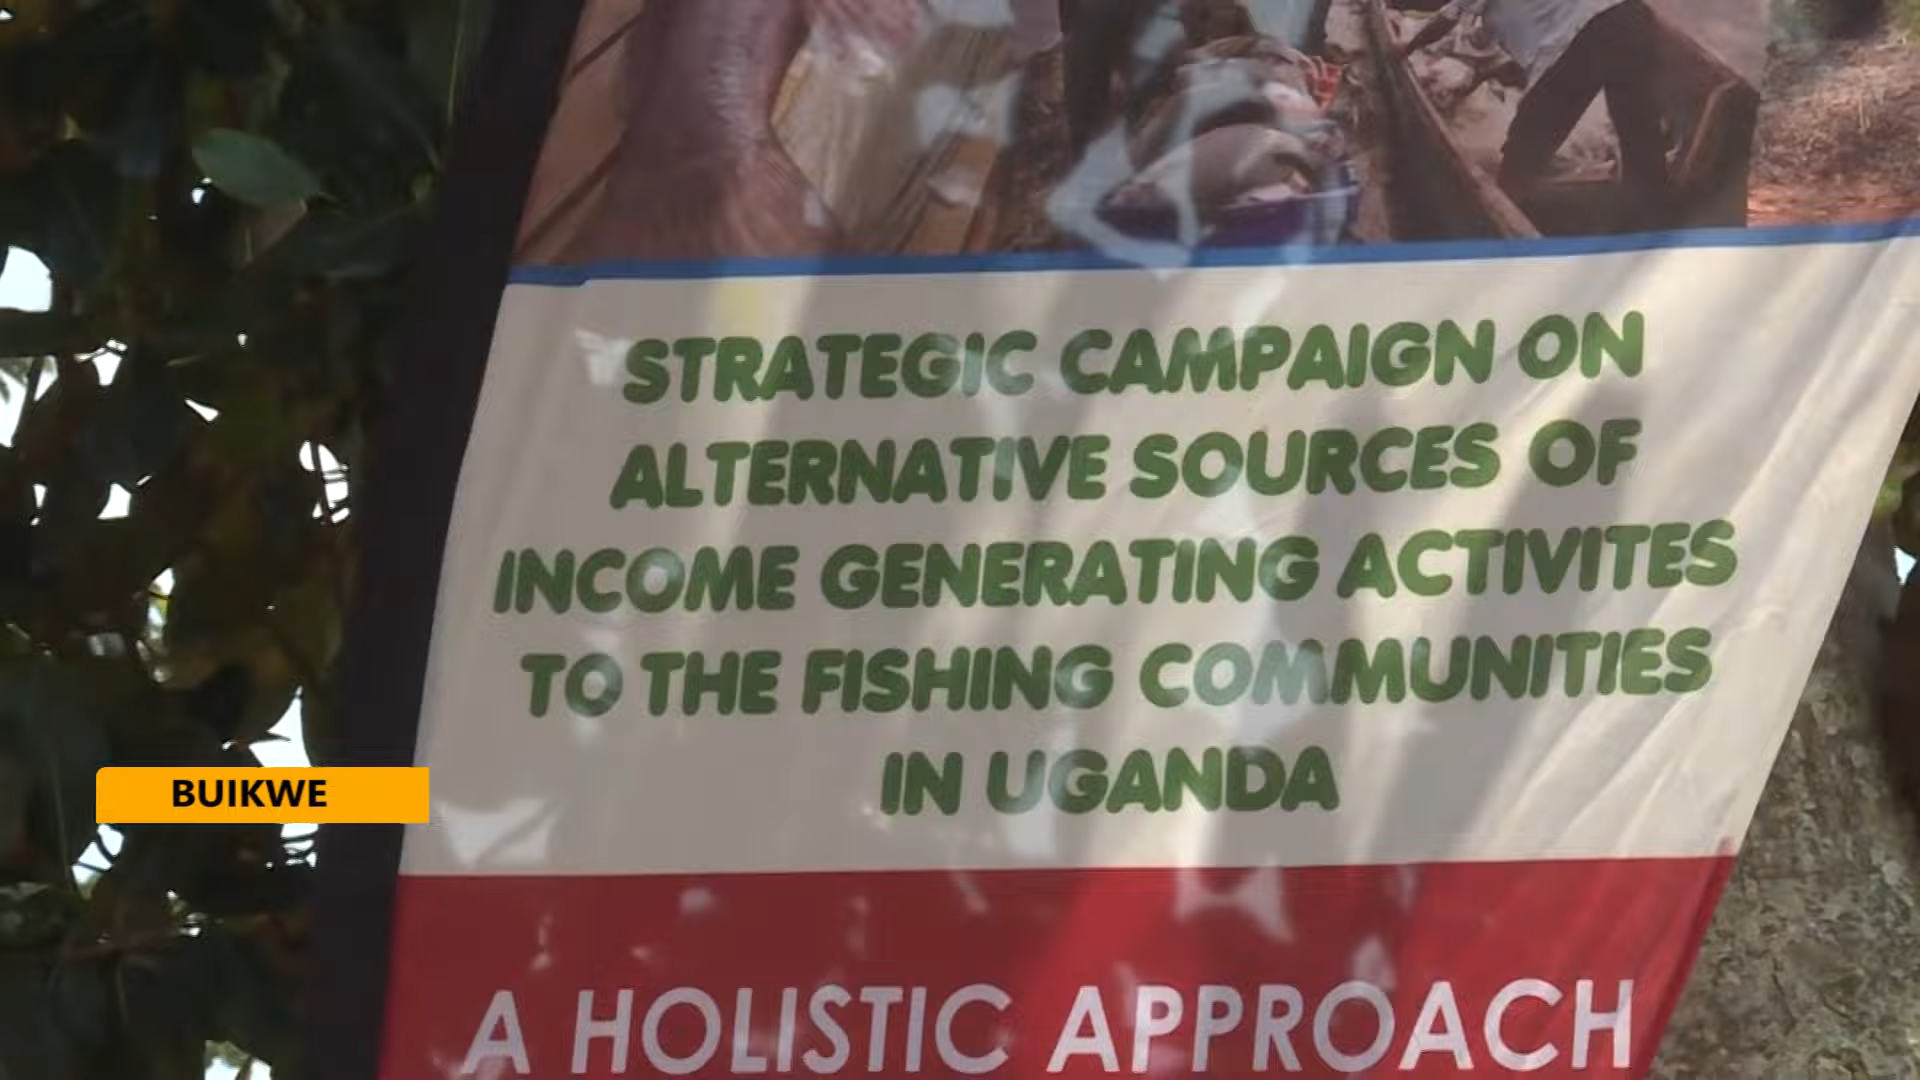 STRATEGIC CAMPAIGN ON
ALTERNATIVE SOURCES OF
INCOME GENERATING ACTIVITES
TO THE FISHING COMMUNITIES
IN UGANDA
BUIKWE
A HOLISTIC APPROACH